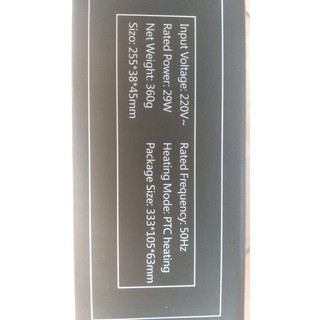 Input Voltage: 220V~
Rated Power: 29W
Net Weight: 360g
Sizo: 255*38*45mm
Rated Frequency: 50Hz
Heating Mode: PTC heating
Package Size: 333*105*63mm